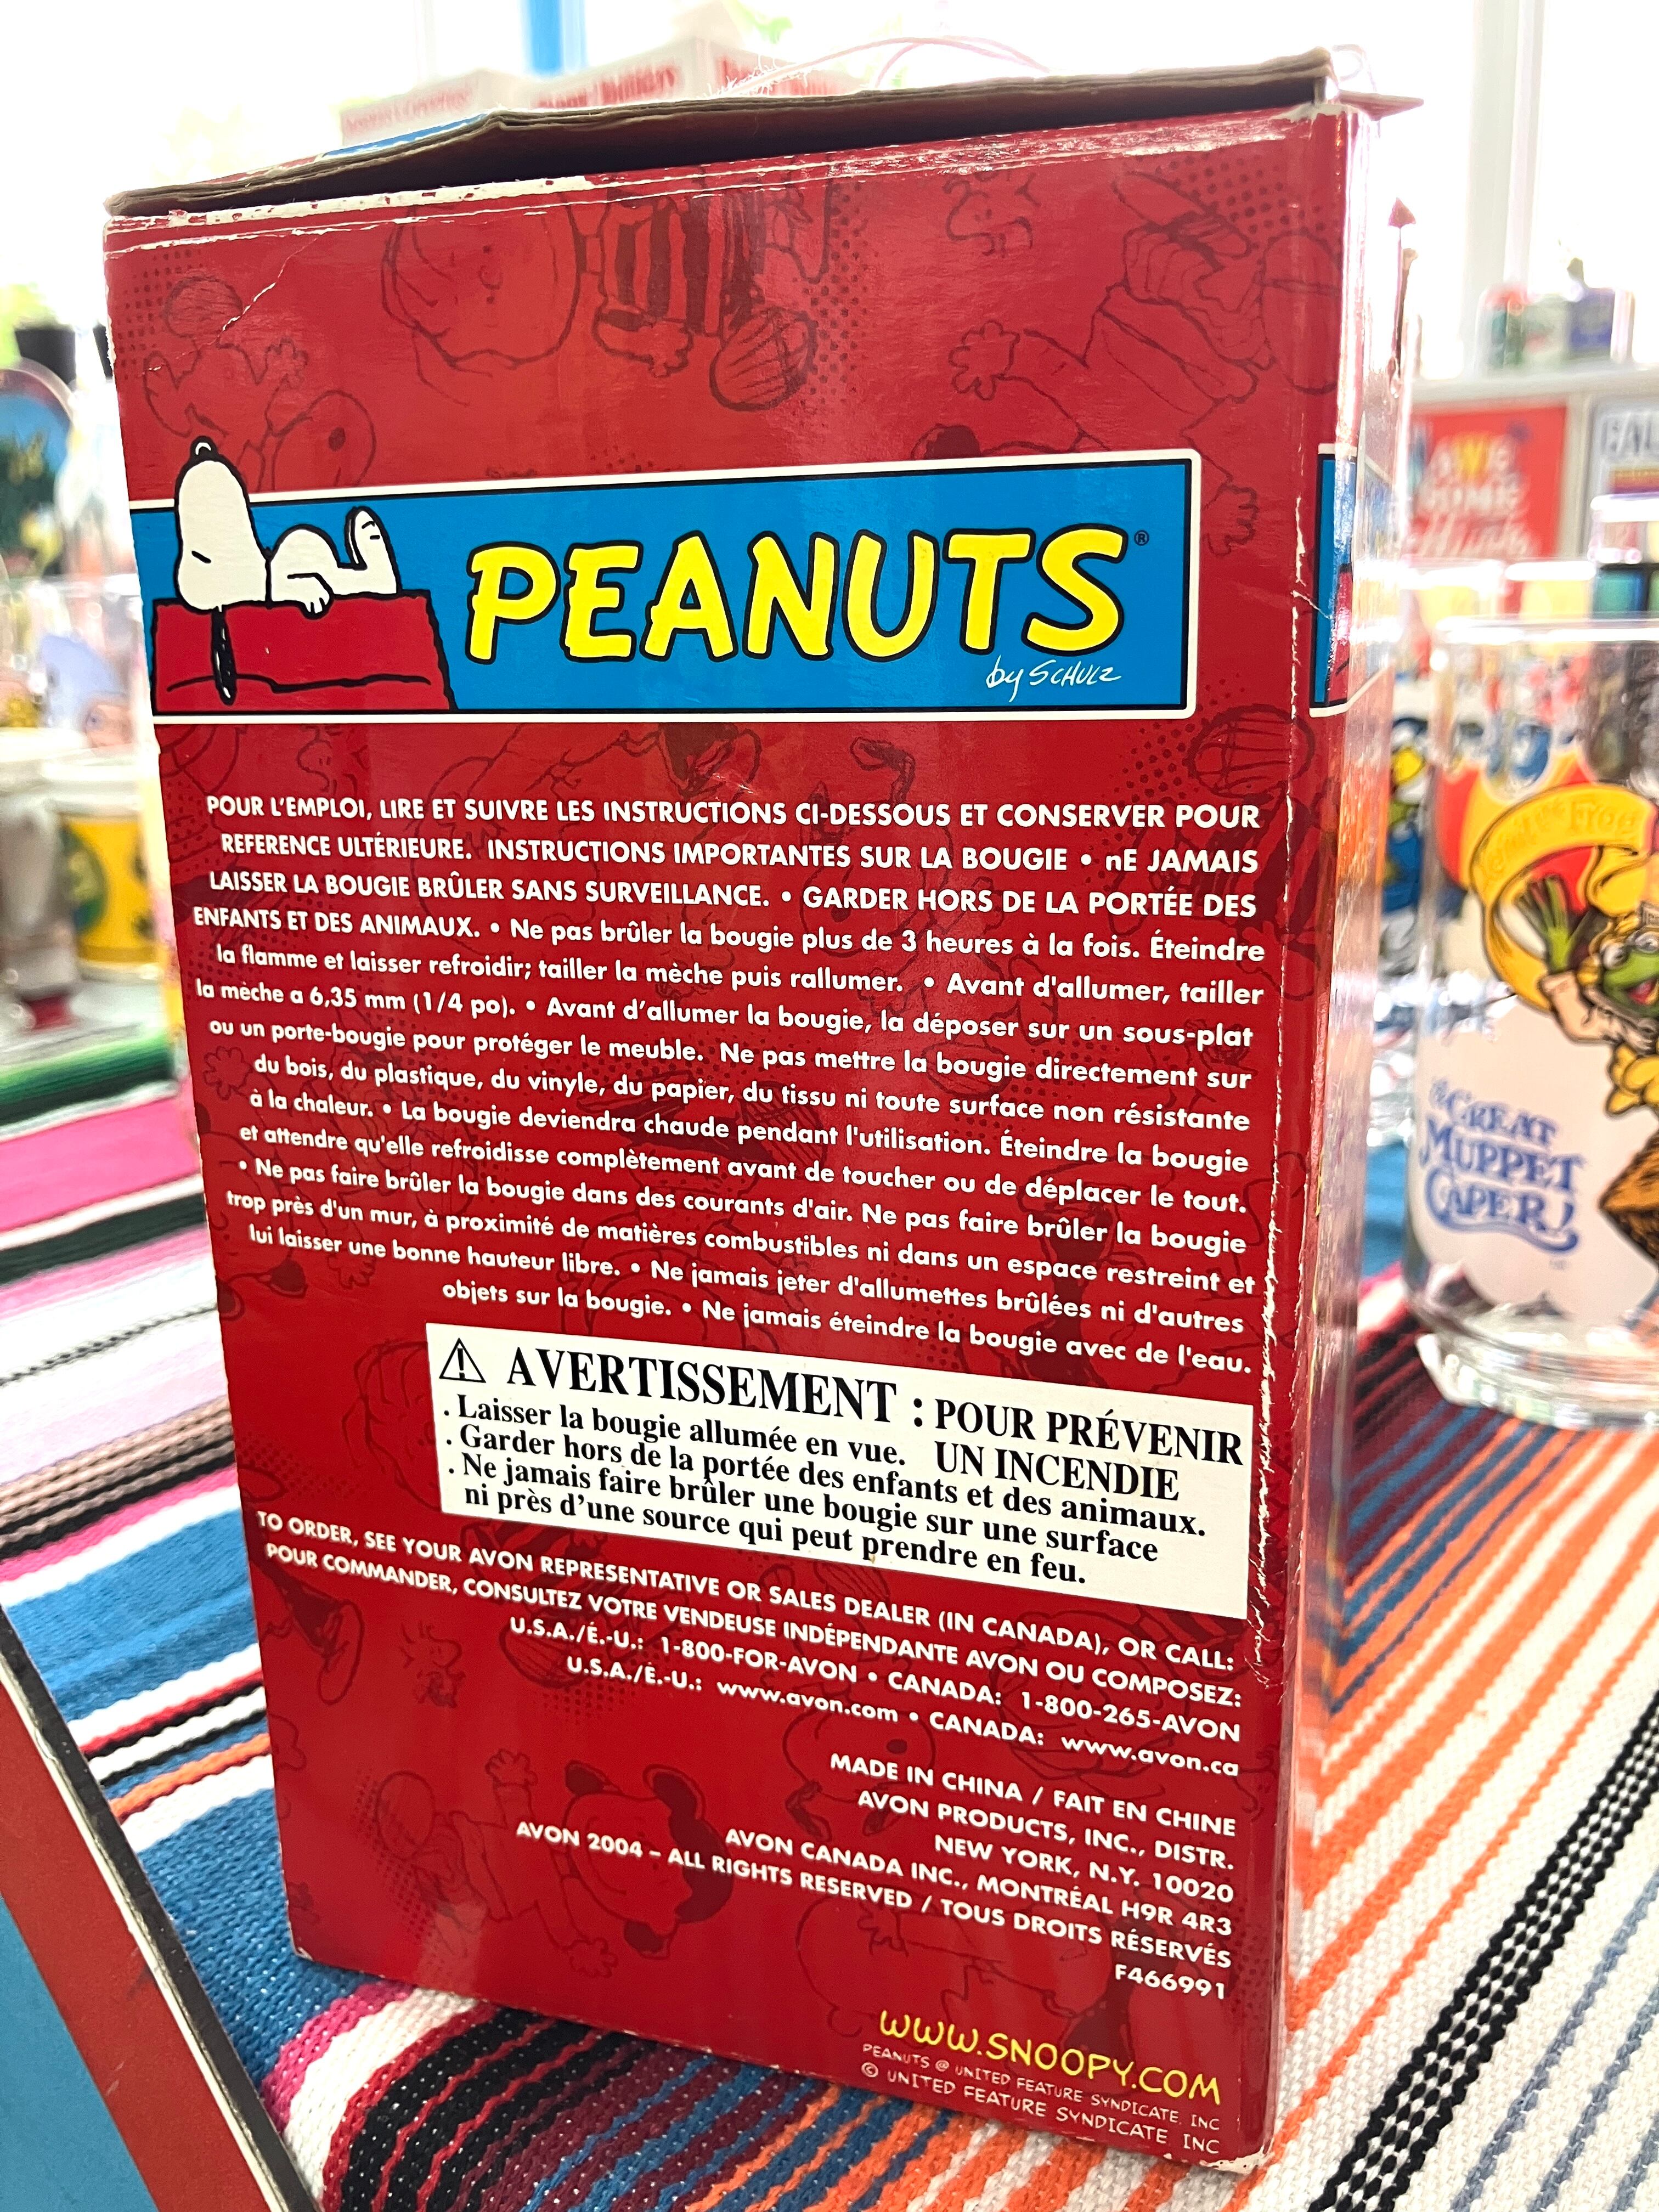 PEANUTS®
by SCHULZ
POUR L'EMPLOI, LIRE ET SUIVRE LES INSTRUCTIONS CI-DESSOUS ET CONSERVER POUR
REFERENCE ULTÉRIEURE. INSTRUCTIONS IMPORTANTES SUR LA BOUGIE • nE JAMAIS
LAISSER LA BOUGIE BRÛLER SANS SURVEILLANCE. • GARDER HORS DE LA PORTÉE DES
ENFANTS ET DES ANIMAUX. • Ne pas brûler la bougie plus de 3 heures à la fois. Éteindre
la flamme et laisser refroidir; tailler la mèche puis rallumer. • Avant d'allumer, tailler
la mèche a 6,35 mm (1/4 po). • Avant d'allumer la bougie, la déposer sur un sous-plat
ou un porte-bougie pour protéger le meuble. Ne pas mettre la bougie directement sur
du bois, du plastique, du vinyle, du papier, du tissu ni toute surface non résistante
à la chaleur. • La bougie deviendra chaude pendant l'utilisation. Éteindre la bougie
et attendre qu'elle refroidisse complètement avant de toucher ou de déplacer le tout.
• Ne pas faire brûler la bougie dans des courants d'air. Ne pas faire brûler la bougie
trop près d'un mur, à proximité de matières combustibles ni dans un espace restreint et
lui laisser une bonne hauteur libre. • Ne jamais jeter d'allumettes brûlées ni d'autres
objets sur la bougie. • Ne jamais éteindre la bougie avec de l'eau.
AVERTISSEMENT : POUR PRÉVENIR
UN INCENDIE
. Laisser la bougie allumée en vue.
. Garder hors de la portée des enfants et des animaux.
. Ne jamais faire brûler une bougie sur une surface
ni près d'une source qui peut prendre en feu.
TO ORDER, SEE YOUR AVON REPRESENTATIVE OR SALES DEALER (IN CANADA), OR CALL:
POUR COMMANDER, CONSULTEZ VOTRE VENDEUSE INDÉPENDANTE AVON OU COMPOSEZ:
U.S.A./É.-U.: 1-800-FOR-AVON • CANADA: 1-800-265-AVON
U.S.A./É.-U.: www.avon.com • CANADA: www.avon.ca
MADE IN CHINA / FAIT EN CHINE
AVON PRODUCTS, INC., DISTR.
NEW YORK, N.Y. 10020
AVON CANADA INC., MONTRÉAL H9R 4R3
AVON 2004 – ALL RIGHTS RESERVED / TOUS DROITS RÉSERVÉS
F466991
WWW.SNOOPY.COM
PEANUTS @ UNITED FEATURE SYNDICATE, INC
© UNITED FEATURE SYNDICATE INC
THE GREAT
MUPPET
CAPER!